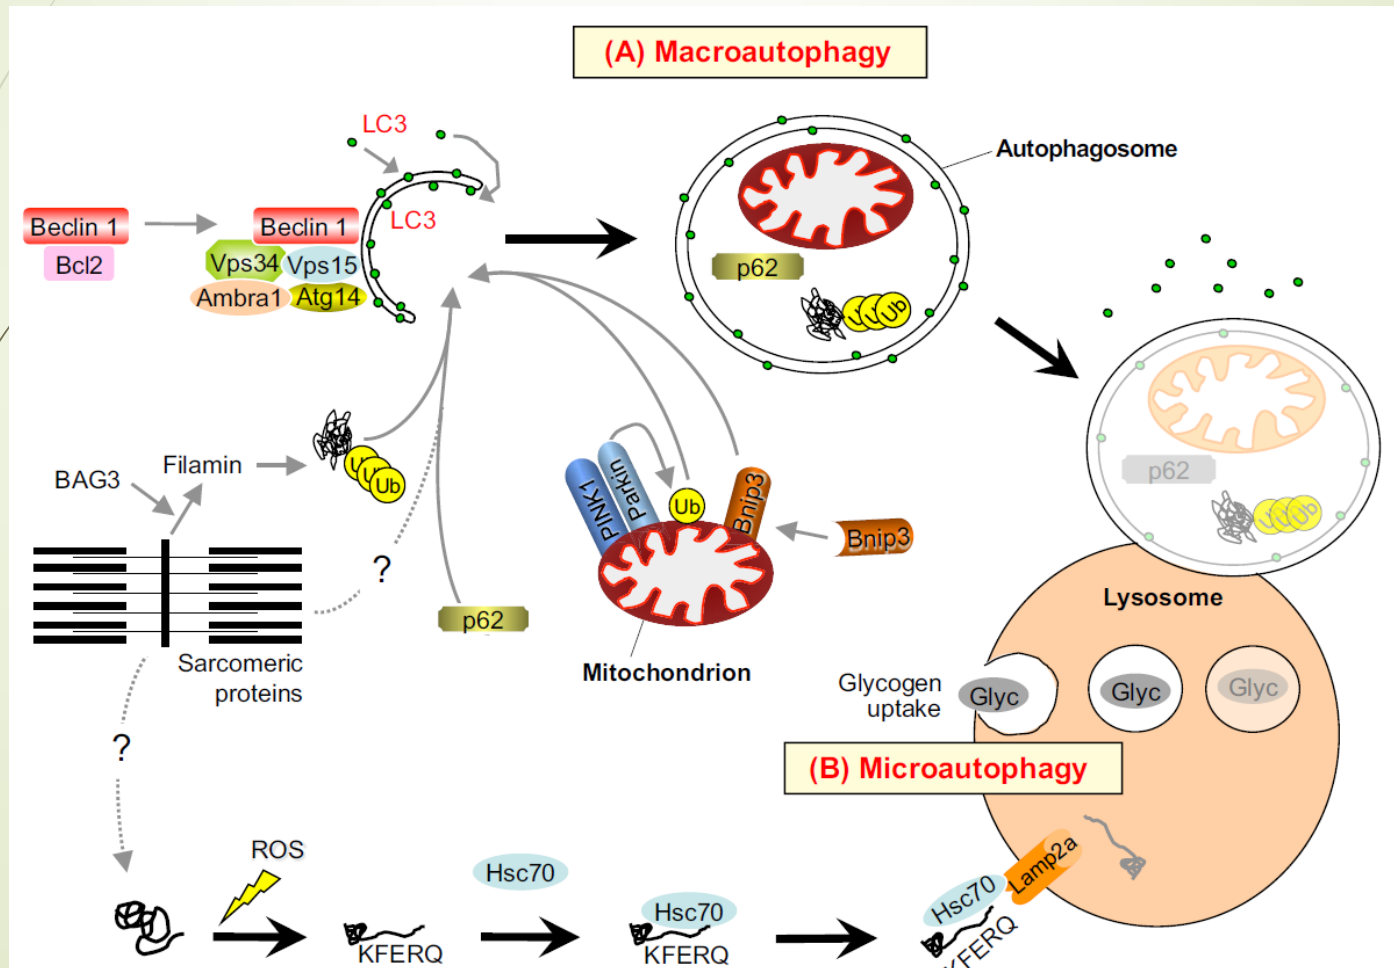 (A) Macroautophagy
LC3
LC3
Autophagosome
Beclin 1
Bcl2
Beclin 1
Vps34
Vps15
Ambra1
Atg14
p62
Ub
p62
Ub
BAG3
Filamin
Ub
?
PINK1
Parkin
Ub
Bnip3
Bnip3
p62
Mitochondrion
Sarcomeric
proteins
?
Lysosome
Glycogen
uptake
Glyc
Glyc
Glyc
(B) Microautophagy
ROS
Hsc70
KFERQ
Hsc70
KFERQ
Hsc70
Lamp2a
KFERQ